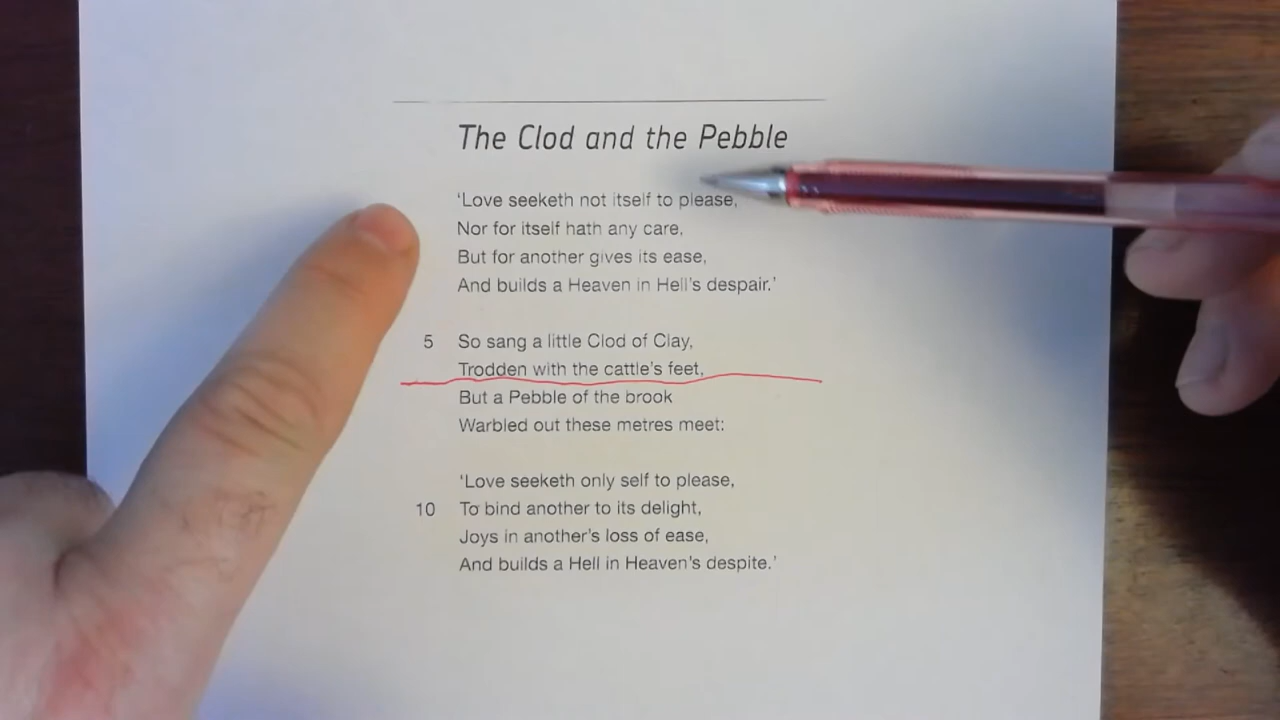 The Clod and the Pebble
‘Love seeketh not itself to please,
Nor for itself hath any care,
But for another gives its ease,
And builds a Heaven in Hell’s despair.’
5 So sang a little Clod of Clay,
Trodden with the cattle’s feet,
But a Pebble of the brook
Warbled out these metres meet:
‘Love seeketh only self to please,
10 To bind another to its delight,
Joys in another’s loss of ease,
And builds a Hell in Heaven’s despite.’